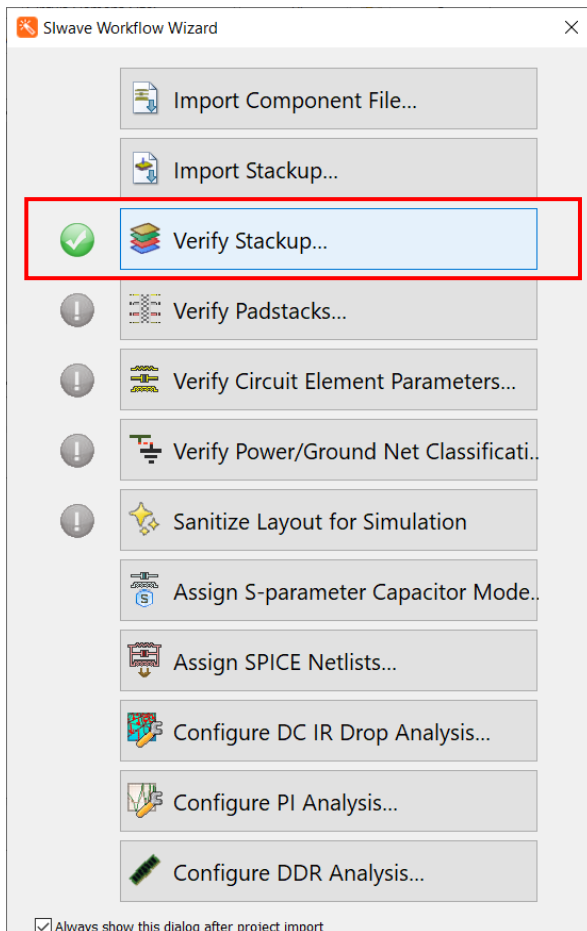 SIwave Workflow Wizard
Import Component File...
Import Stackup...
Verify Stackup...
Verify Padstacks...
Verify Circuit Element Parameters...
Verify Power/Ground Net Classificati..
Sanitize Layout for Simulation
Assign S-parameter Capacitor Mode..
Assign SPICE Netlists...
Configure DC IR Drop Analysis...
Configure PI Analysis...
Configure DDR Analysis...
Always show this dialog after project import